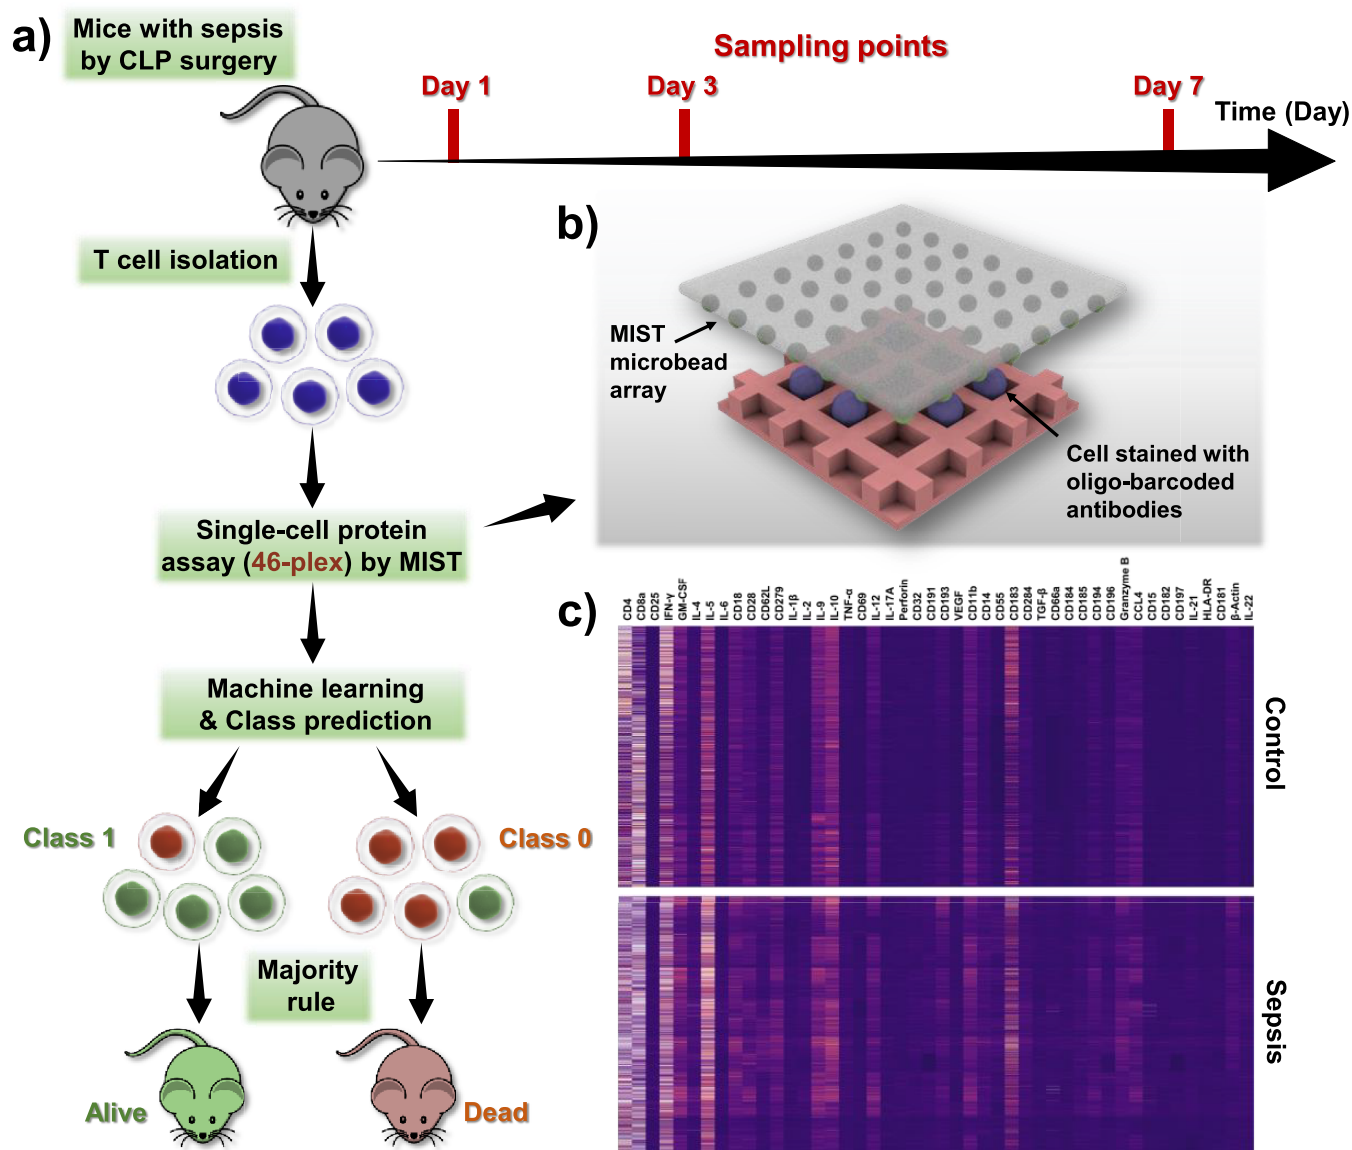 a)
Mice with sepsis
by CLP surgery
Sampling points
Day 1
Day 3
Day 7
Time (Day)
T cell isolation
b)
MIST
microbead
array
Cell stained with
oligo-barcoded
antibodies
Single-cell protein
assay (46-plex) by MIST
Machine learning
& Class prediction
Class 1
Class 0
Majority
rule
Alive
Dead
c)
CD4
CD8a
CD25
IFN-γ
GM-CSF
IL-4
IL-5
IL-6
CD18
CD28
CD62L
CD279
IL-1β
IL-2
IL-9
IL-10
TNF-α
CD69
IL-12
IL-17A
Perforin
CD32
CD191
CD193
VEGF
CD11b
CD14
CD55
CD183
CD284
TGF-β
CD66a
CD184
CD185
CD194
CD196
Granzyme B
CCL4
CD15
CD182
CD197
IL-21
HLA-DR
CD181
β-Actin
IL-22
Control
Sepsis